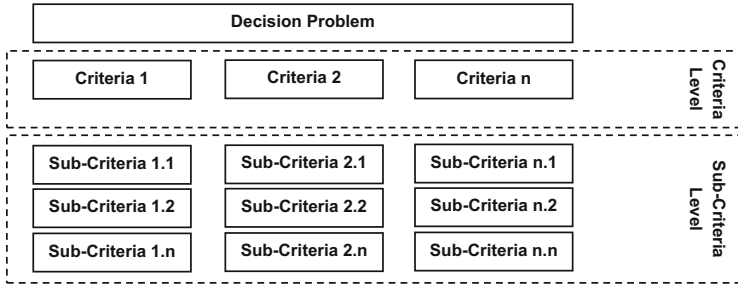 Decision Problem
Criteria 1
Criteria 2
Criteria n
Criteria
Level
Sub-Criteria 1.1
Sub-Criteria 2.1
Sub-Criteria n.1
Sub-Criteria 1.2
Sub-Criteria 2.2
Sub-Criteria n.2
Sub-Criteria 1.n
Sub-Criteria 2.n
Sub-Criteria n.n
Sub-Criteria
Level